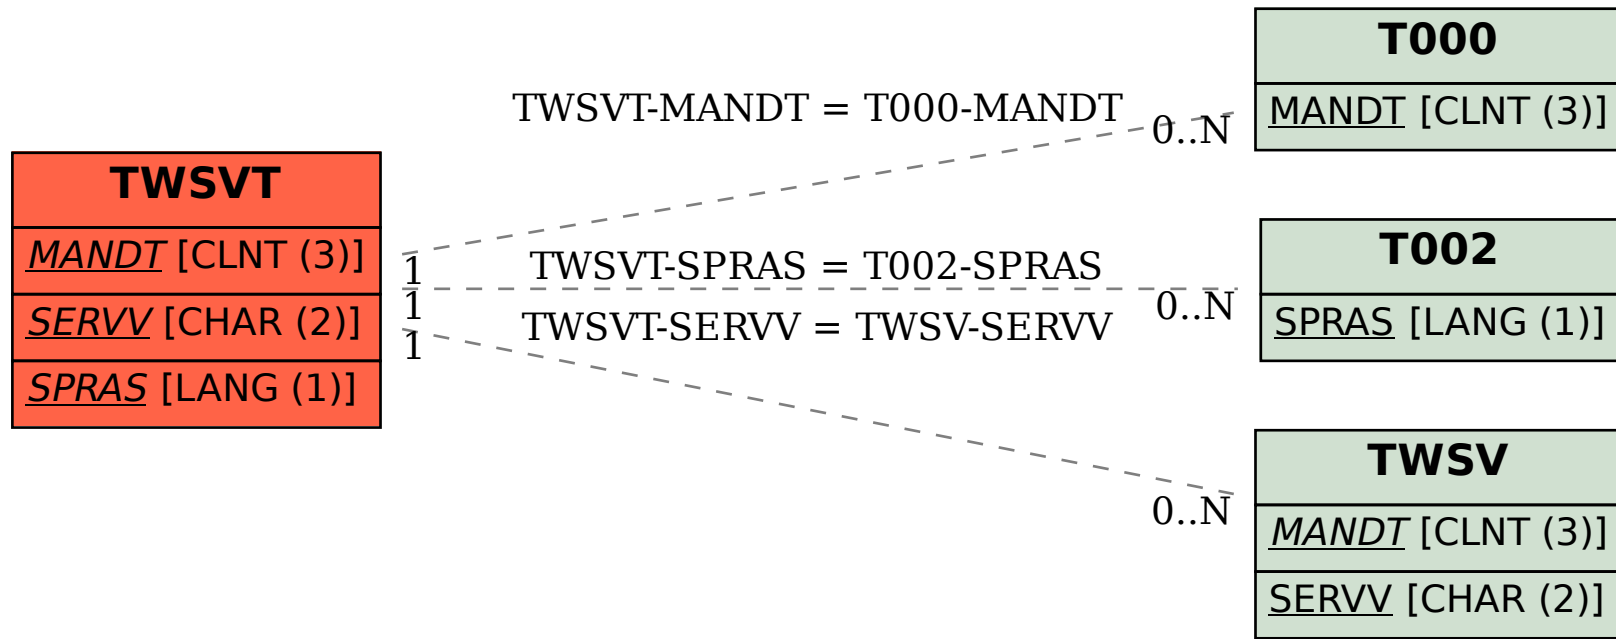 TWSVT
MANDT [CLNT (3)]
SERVV [CHAR (2)]
SPRAS [LANG (1)]
TWSVT-MANDT = T000-MANDT
1
0..N
TWSVT-SPRAS = T002-SPRAS
1
0..N
TWSVT-SERVV = TWSV-SERVV
1
0..N
T000
MANDT [CLNT (3)]
T002
SPRAS [LANG (1)]
TWSV
MANDT [CLNT (3)]
SERVV [CHAR (2)]